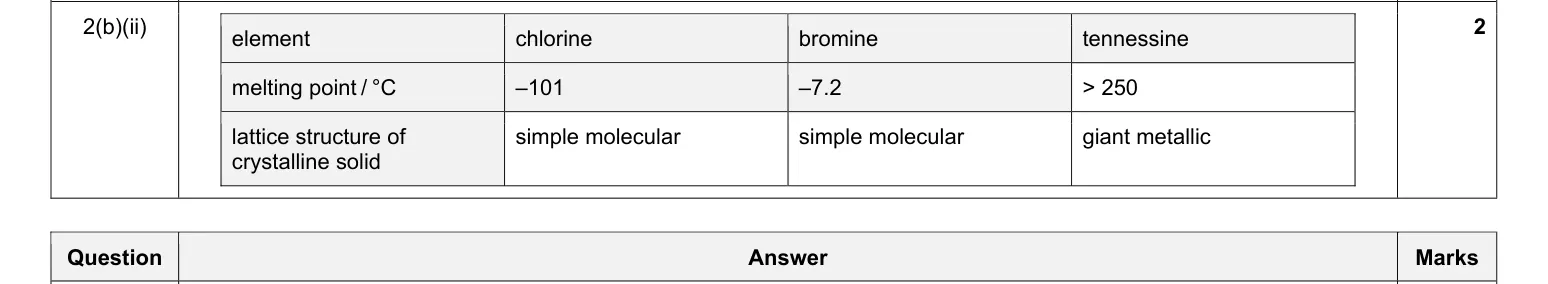 2(b)(ii)
2
element chlorine bromine tennessine
melting point / °C –101 –7.2 > 250
lattice structure of crystalline solid simple molecular simple molecular giant metallic
Question Answer Marks